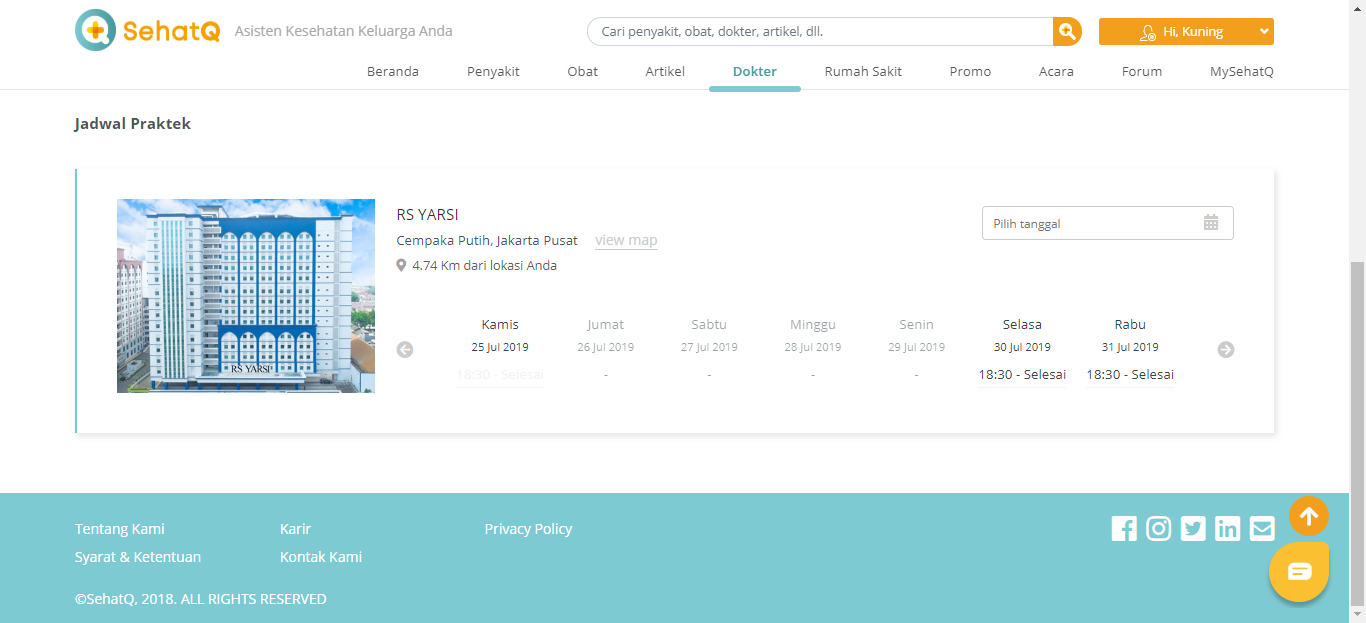 SehatQ Asisten Kesehatan Keluarga Anda
Cari penyakit, obat, dokter, artikel, dll.
Hi, Kuning
Beranda Penyakit Obat Artikel Dokter Rumah Sakit Promo Acara Forum MySehatQ
Jadwal Praktek
RS YARSI
RS YARSI
Cempaka Putih, Jakarta Pusat view map
4.74 Km dari lokasi Anda
Pilih tanggal
Kamis Jumat Sabtu Minggu Senin Selasa Rabu
25 Jul 2019 26 Jul 2019 27 Jul 2019 28 Jul 2019 29 Jul 2019 30 Jul 2019 31 Jul 2019
18:30 - Selesai - - - - 18:30 - Selesai 18:30 - Selesai
Tentang Kami Karir Privacy Policy
Syarat & Ketentuan Kontak Kami
©SehatQ, 2018. ALL RIGHTS RESERVED